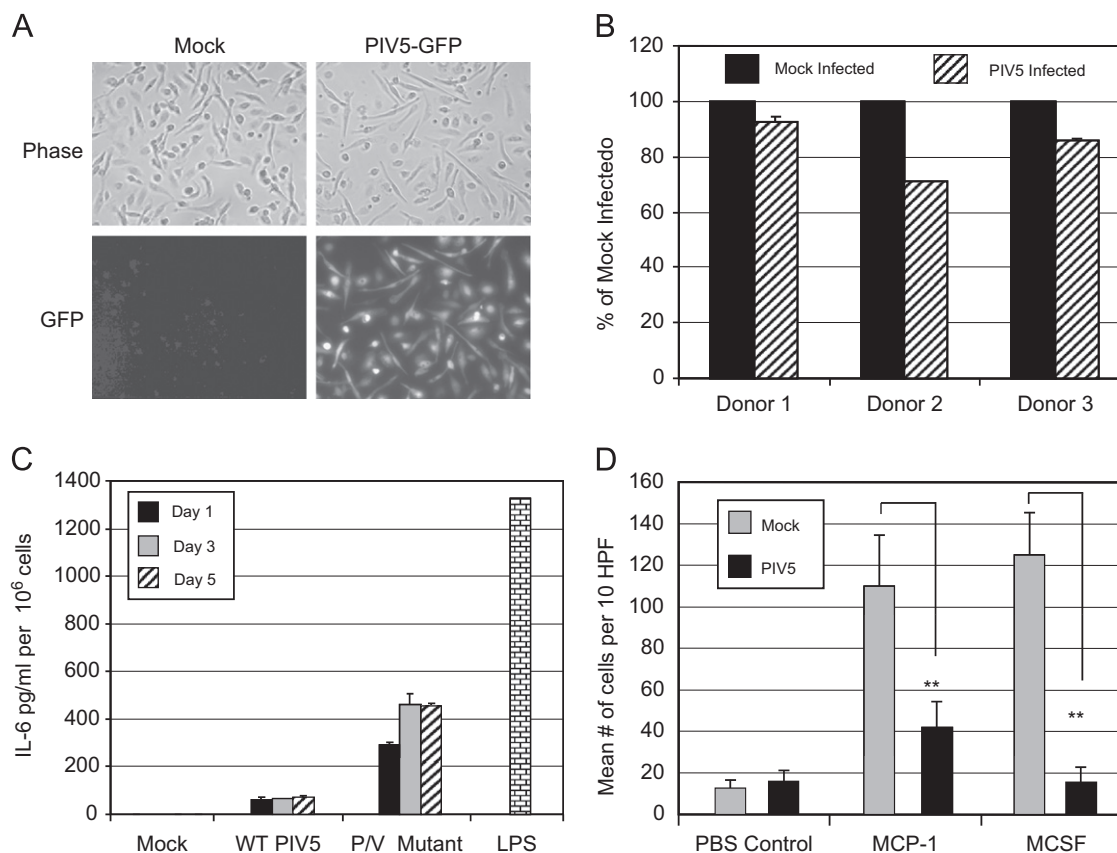 A
Mock
PIV5-GFP
Phase
GFP
B
120
100
80
60
40
20
0
% of Mock Infectedo
Mock Infected
PIV5 Infected
Donor 1
Donor 2
Donor 3
C
1400
1200
1000
800
600
400
200
0
IL-6 pg/ml per 10⁶ cells
Day 1
Day 3
Day 5
Mock
WT PIV5
P/V Mutant
LPS
D
160
140
120
100
80
60
40
20
0
Mean # of cells per 10 HPF
Mock
PIV5
**
**
PBS Control
MCP-1
MCSF